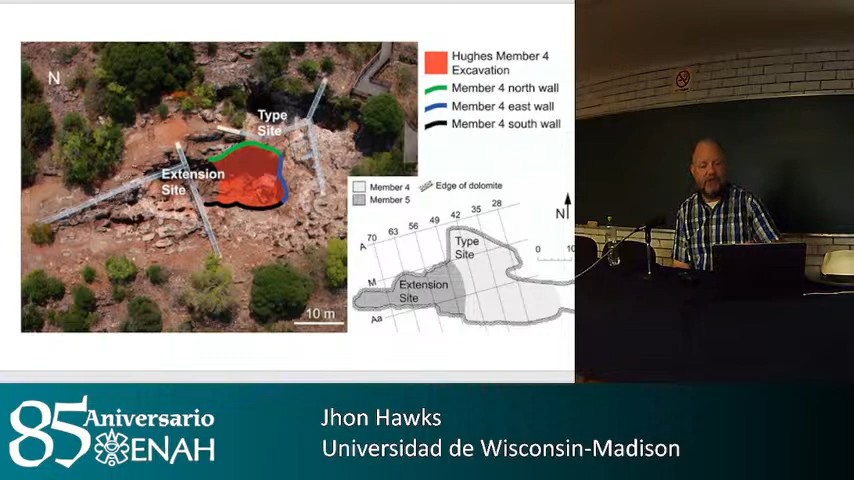 N
Type
Site
Extension
Site
10 m
Hughes Member 4
Excavation
Member 4 north wall
Member 4 east wall
Member 4 south wall
Member 4
Member 5
Edge of dolomite
N
70 63 56 49 42 35 28
A
M
Aa
0 10
Type
Site
Extension
Site
85 Aniversario
ENAH
Jhon Hawks
Universidad de Wisconsin-Madison